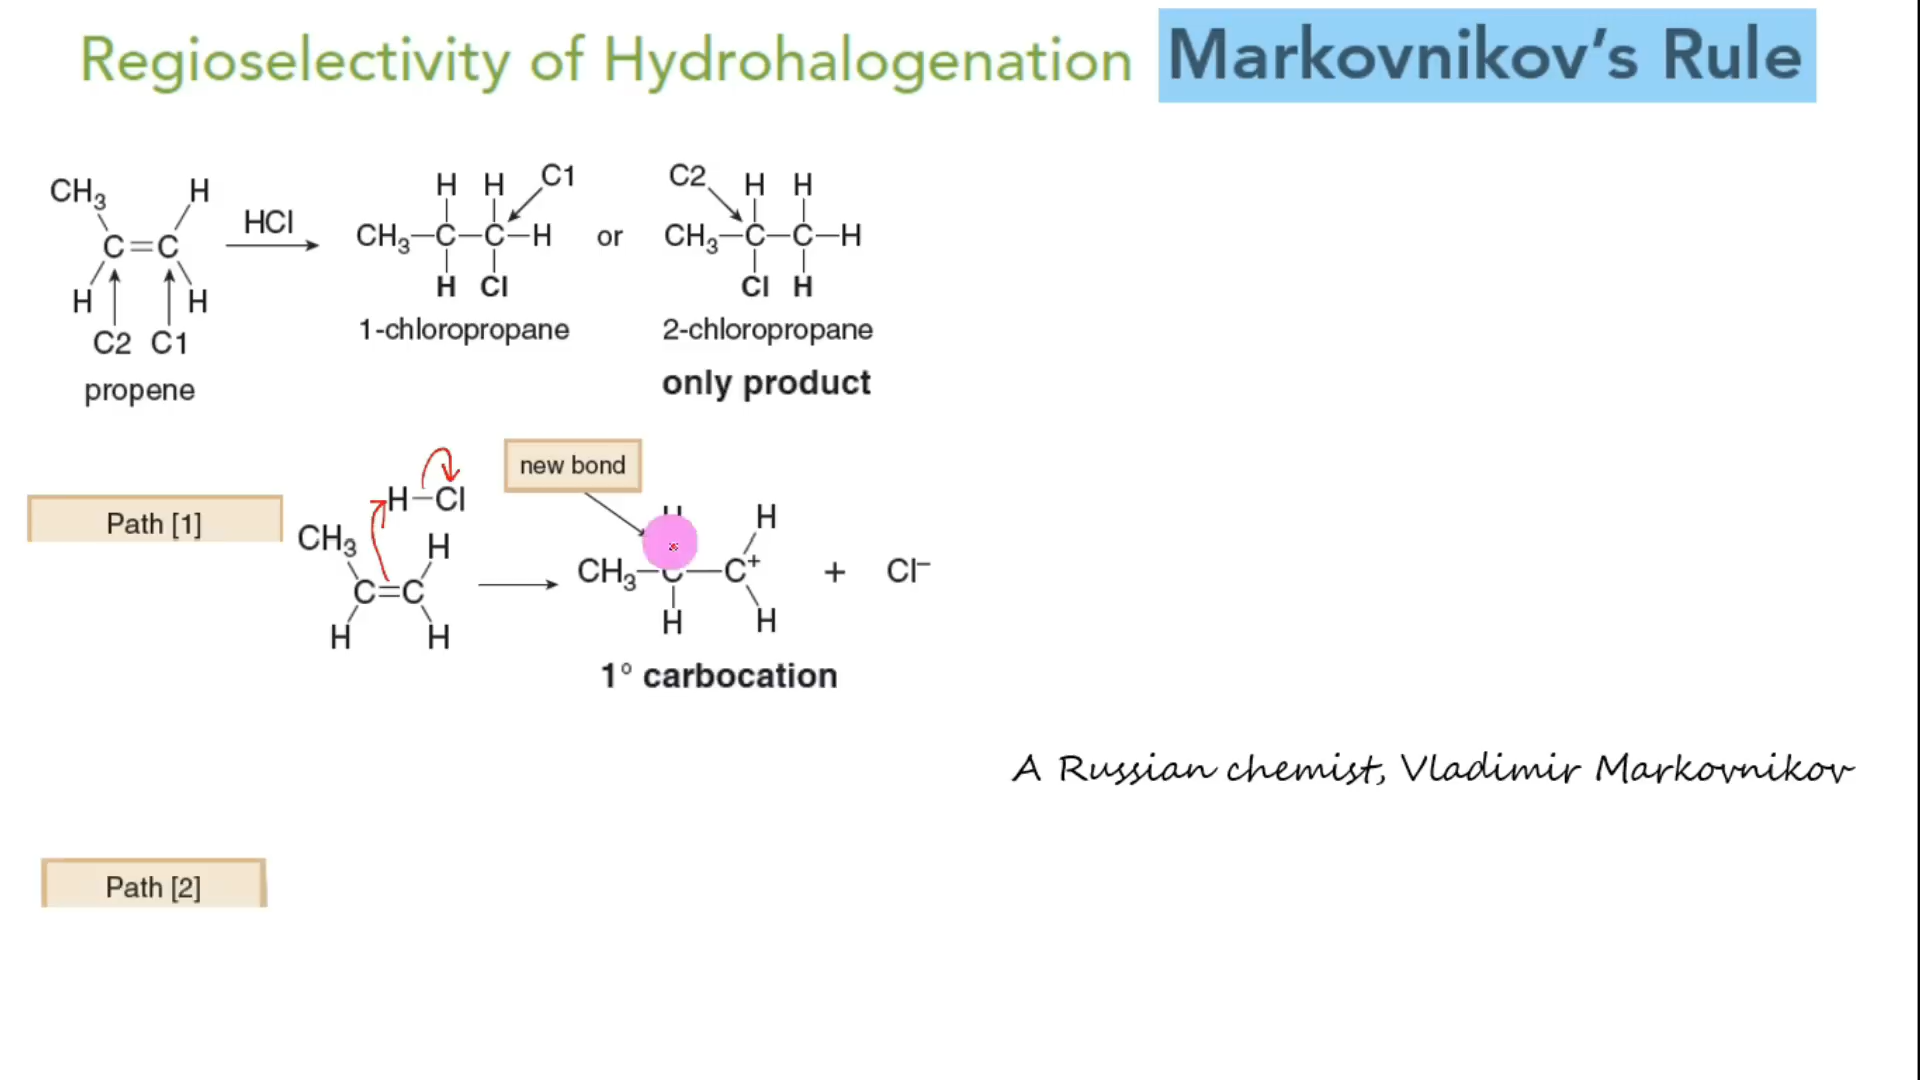 Regioselectivity of Hydrohalogenation Markovnikov's Rule
CH₃ H
C=C
H H
C2 C1
propene
HCl
H H C1
CH₃–C–C–H
H Cl
1-chloropropane
or
C2 H H
CH₃–C–C–H
Cl H
2-chloropropane
only product
Path [1]
H–Cl
CH₃ H
C=C
H H
new bond
H H
CH₃–C–C⁺ + Cl⁻
H H
1° carbocation
A Russian chemist, Vladimir Markovnikov
Path [2]